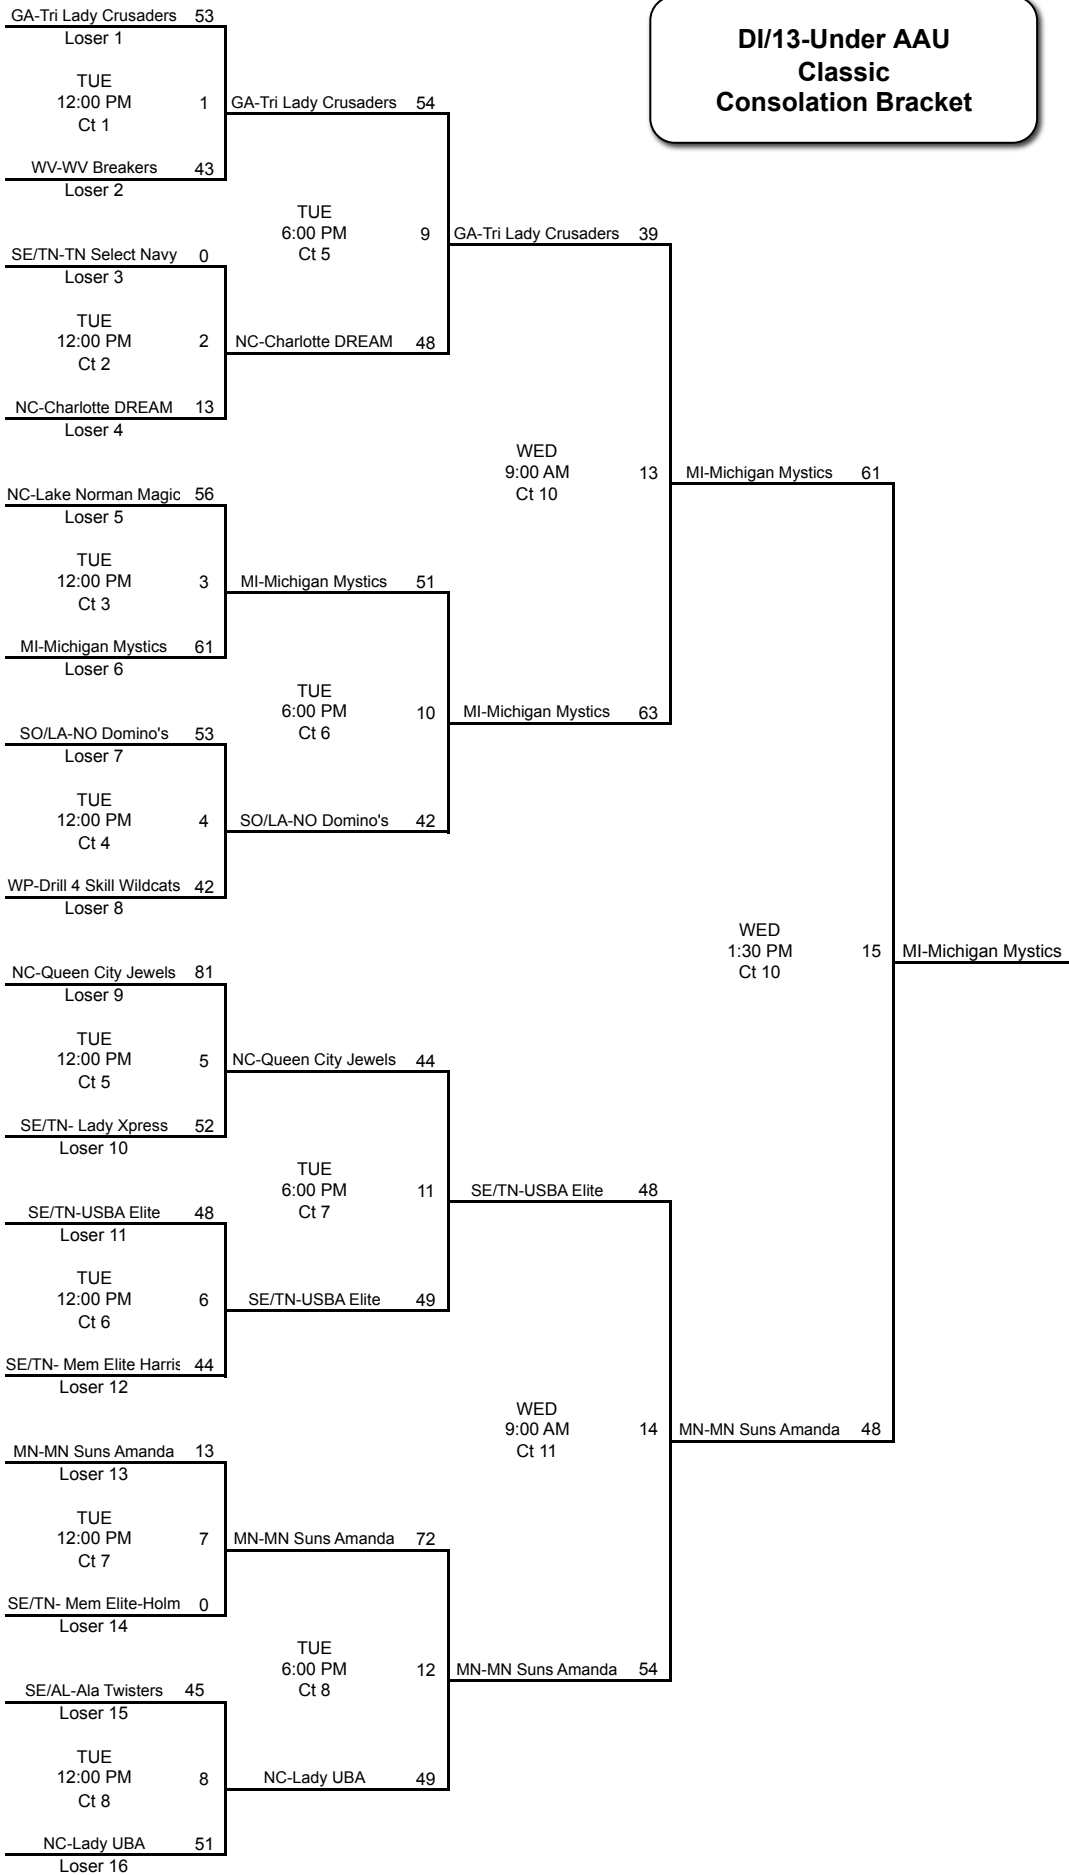 DI/13-Under AAU
Classic
Consolation Bracket
GA-Tri Lady Crusaders 53
Loser 1
TUE
12:00 PM 1
Ct 1
WV-WV Breakers 43
Loser 2
SE/TN-TN Select Navy 0
Loser 3
TUE
12:00 PM 2
Ct 2
NC-Charlotte DREAM 13
Loser 4
NC-Lake Norman Magic 56
Loser 5
TUE
12:00 PM 3
Ct 3
MI-Michigan Mystics 61
Loser 6
SO/LA-NO Domino's 53
Loser 7
TUE
12:00 PM 4
Ct 4
WP-Drill 4 Skill Wildcats 42
Loser 8
NC-Queen City Jewels 81
Loser 9
TUE
12:00 PM 5
Ct 5
SE/TN- Lady Xpress 52
Loser 10
SE/TN-USBA Elite 48
Loser 11
TUE
12:00 PM 6
Ct 6
SE/TN- Mem Elite Harris 44
Loser 12
MN-MN Suns Amanda 13
Loser 13
TUE
12:00 PM 7
Ct 7
SE/TN- Mem Elite-Holm 0
Loser 14
SE/AL-Ala Twisters 45
Loser 15
TUE
12:00 PM 8
Ct 8
NC-Lady UBA 51
Loser 16
GA-Tri Lady Crusaders 54
TUE
6:00 PM 9
Ct 5
NC-Charlotte DREAM 48
MI-Michigan Mystics 51
TUE
6:00 PM 10
Ct 6
SO/LA-NO Domino's 42
NC-Queen City Jewels 44
TUE
6:00 PM 11
Ct 7
SE/TN-USBA Elite 49
MN-MN Suns Amanda 72
TUE
6:00 PM 12
Ct 8
NC-Lady UBA 49
GA-Tri Lady Crusaders 39
WED
9:00 AM 13
Ct 10
MI-Michigan Mystics 63
SE/TN-USBA Elite 48
WED
9:00 AM 14
Ct 11
MN-MN Suns Amanda 54
MI-Michigan Mystics 61
WED
1:30 PM 15
Ct 10
MN-MN Suns Amanda 48
MI-Michigan Mystics